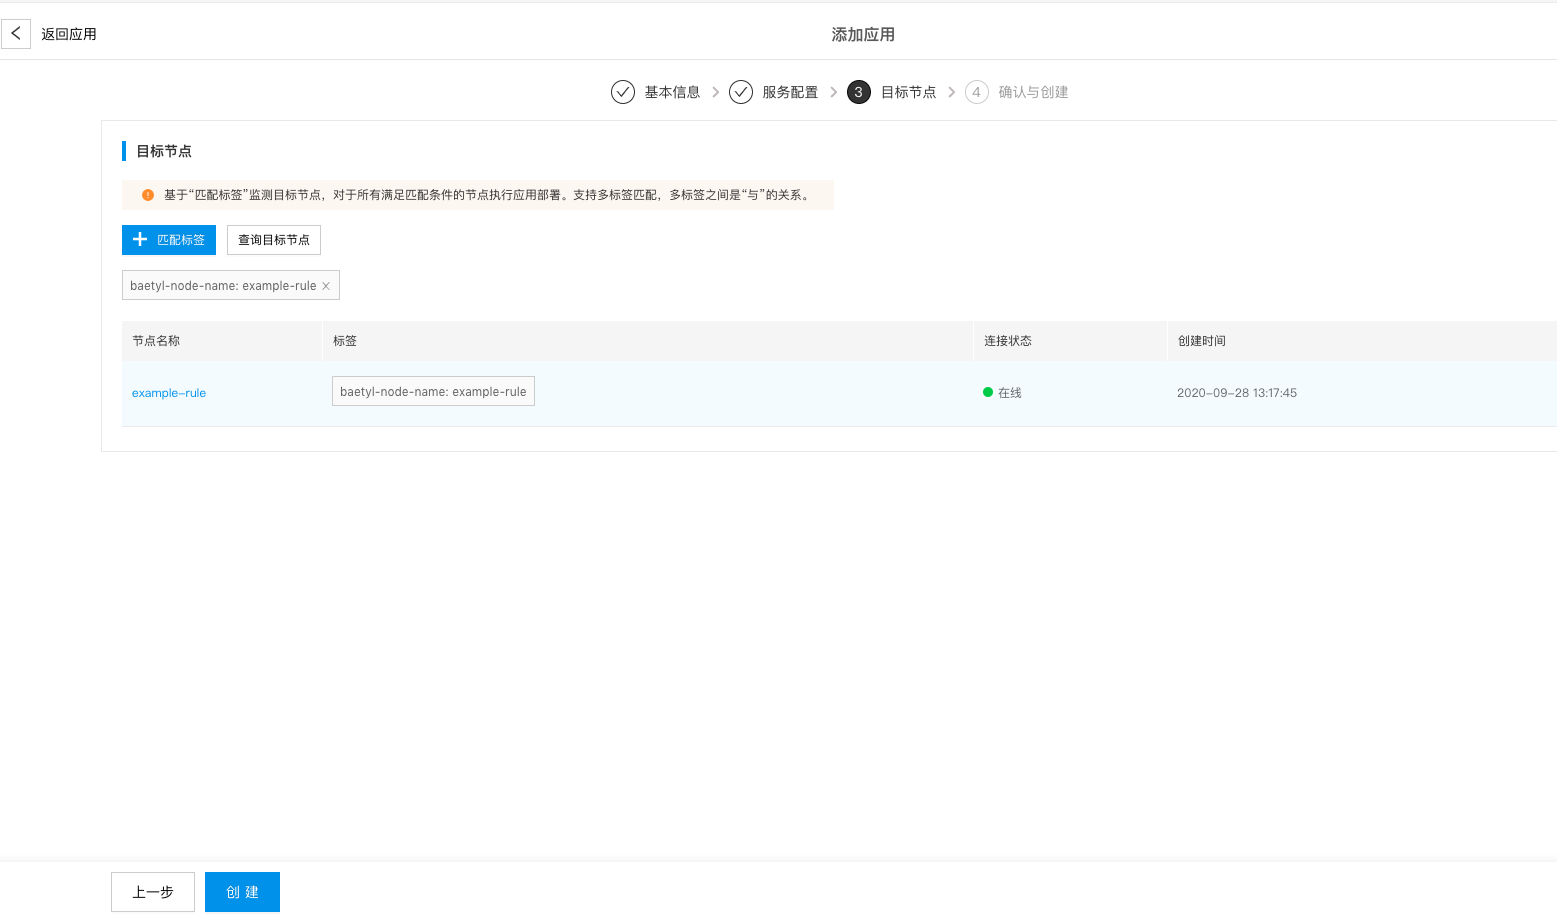 返回应用
添加应用
基本信息
服务配置
3 目标节点
4 确认与创建
目标节点
基于“匹配标签”监测目标节点，对于所有满足匹配条件的节点执行应用部署。支持多标签匹配，多标签之间是“与”的关系。
匹配标签
查询目标节点
baetyl-node-name: example-rule
节点名称 标签 连接状态 创建时间
example-rule baetyl-node-name: example-rule 在线 2020-09-28 13:17:45
上一步
创建